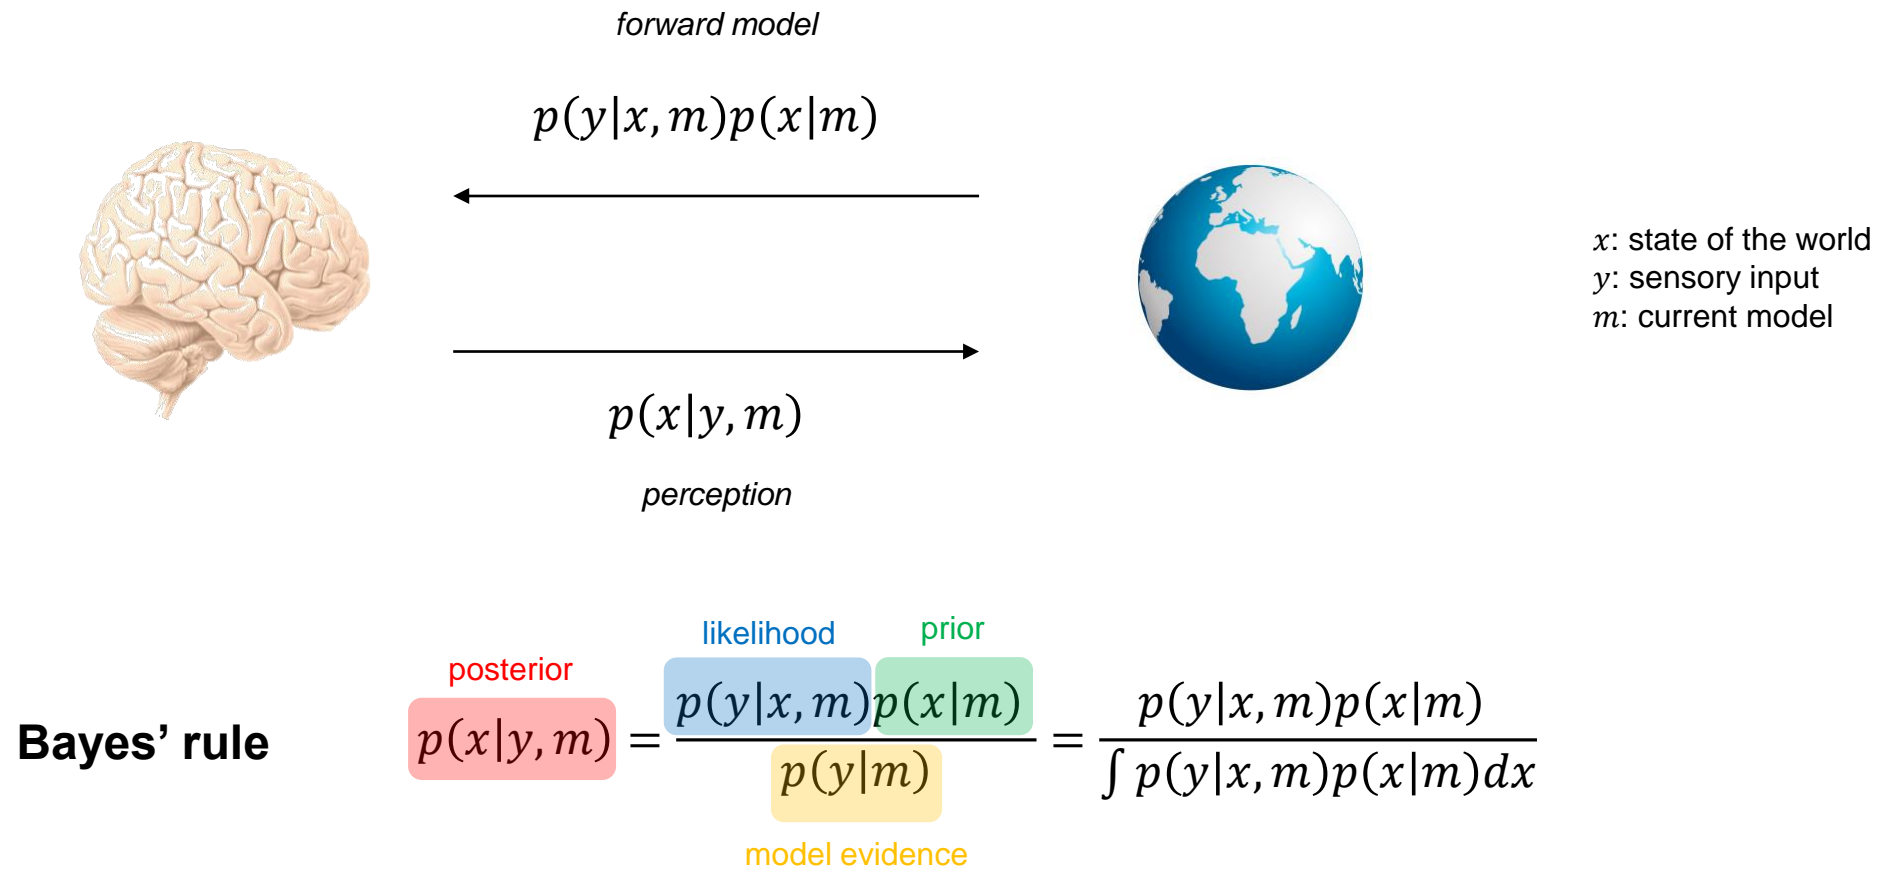 forward model
p(y|x, m)p(x|m)
x: state of the world
y: sensory input
m: current model
p(x|y, m)
perception
likelihood prior
posterior
Bayes’ rule
p(x|y, m) = p(y|x, m)p(x|m) / p(y|m) = p(y|x, m)p(x|m) / ∫ p(y|x, m)p(x|m)dx
model evidence